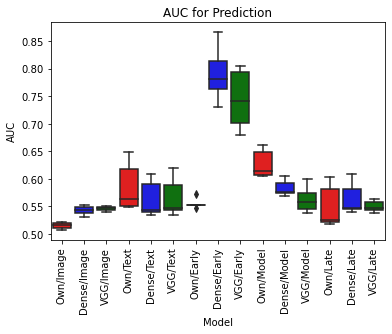 AUC for Prediction
AUC
0.85
0.80
0.75
0.70
0.65
0.60
0.55
0.50
Own/Image
Dense/Image
VGG/Image
Own/Text
Dense/Text
VGG/Text
Own/Early
Dense/Early
VGG/Early
Own/Model
Dense/Model
VGG/Model
Own/Late
Dense/Late
VGG/Late
Model